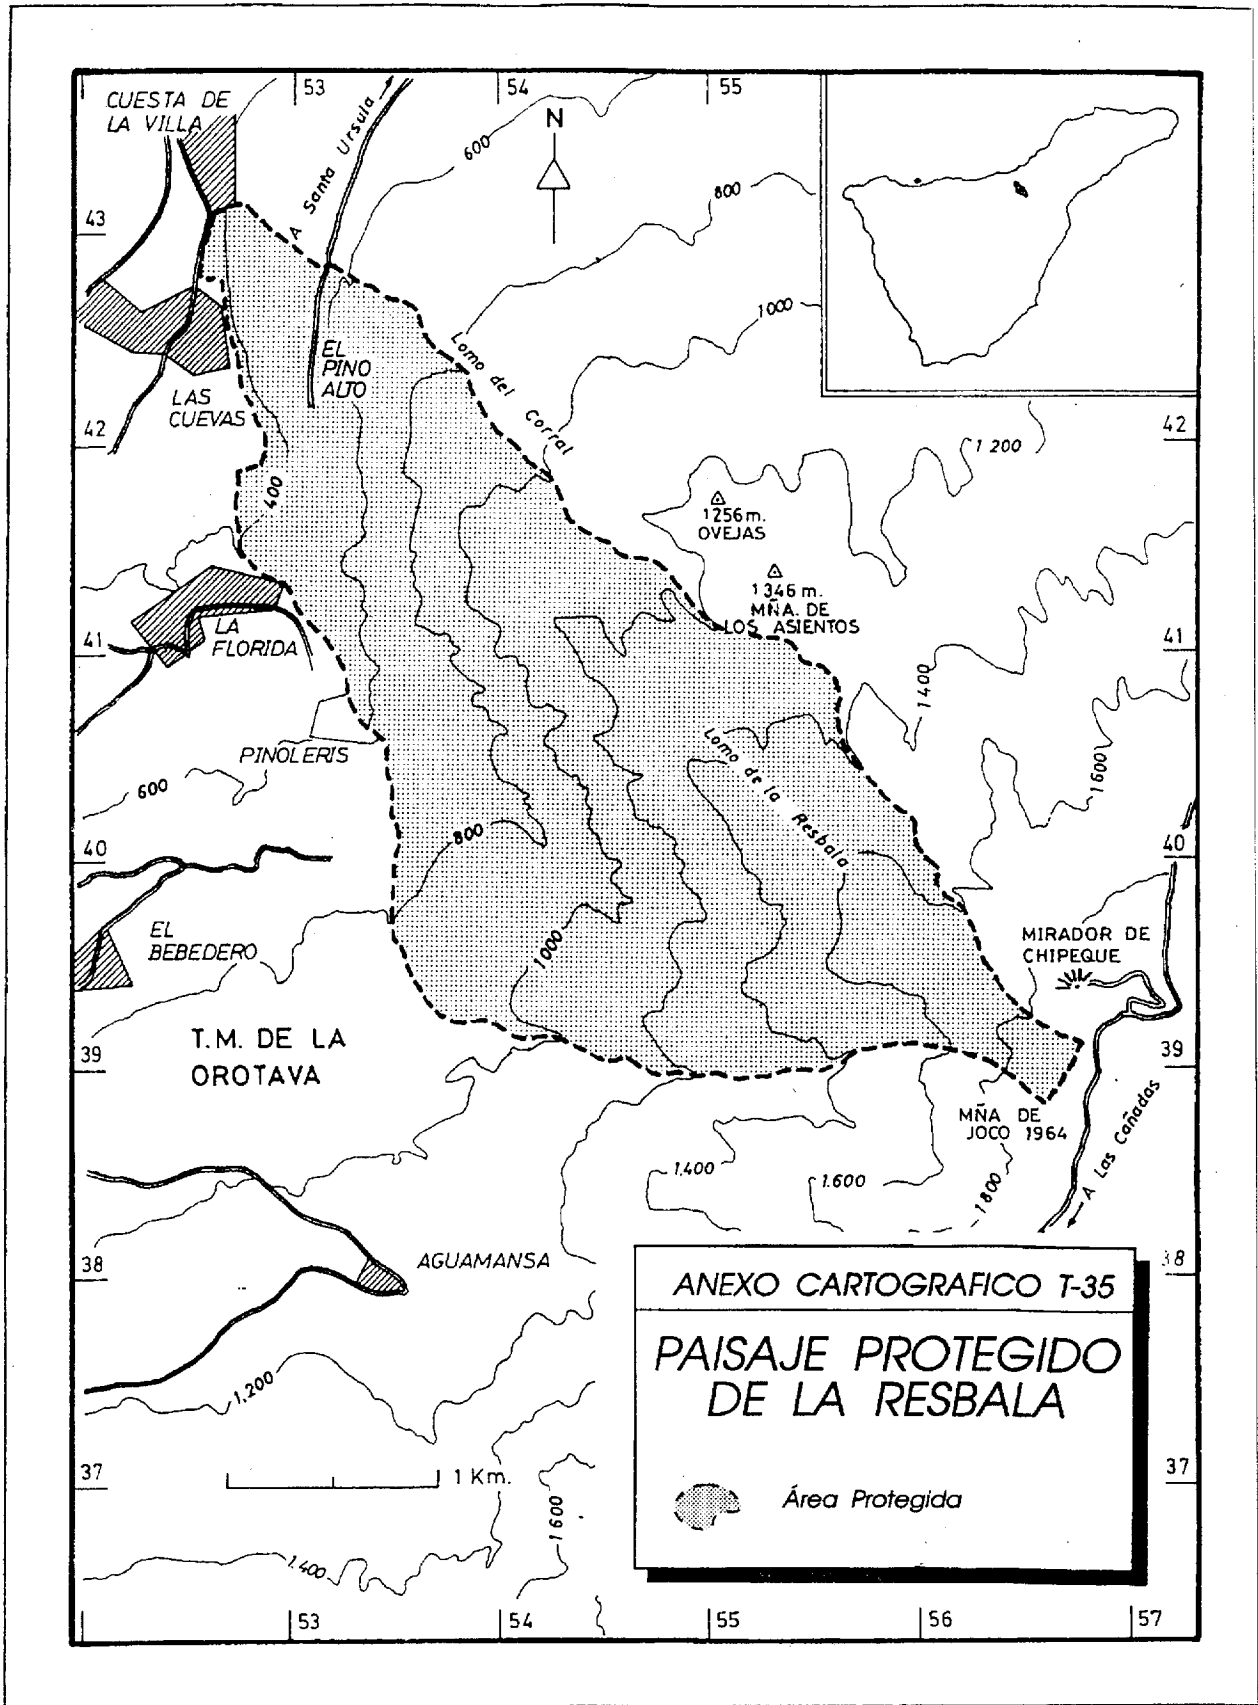 53
54
55
CUESTA DE
LA VILLA
A Santa Ursula
N
600
800
1000
43
EL
PINO
ALTO
Lomo del Corral
LAS
CUEVAS
42
42
1 200
400
1256 m.
OVEJAS
1 346 m.
MÑA. DE
LOS ASIENTOS
LA
FLORIDA
41
41
1400
PINOLERIS
Lomo de la Resbala
600
1600
800
40
40
EL
BEBEDERO
1000
MIRADOR DE
CHIPEQUE
T.M. DE LA
OROTAVA
39
39
MÑA DE
JOCO 1964
A Las Cañadas
1.400
1.600
1800
AGUAMANSA
38
38
ANEXO CARTOGRAFICO T-35
PAISAJE PROTEGIDO
DE LA RESBALA
Área Protegida
1,200
37
37
1 Km.
1600
1.400
53
54
55
56
57